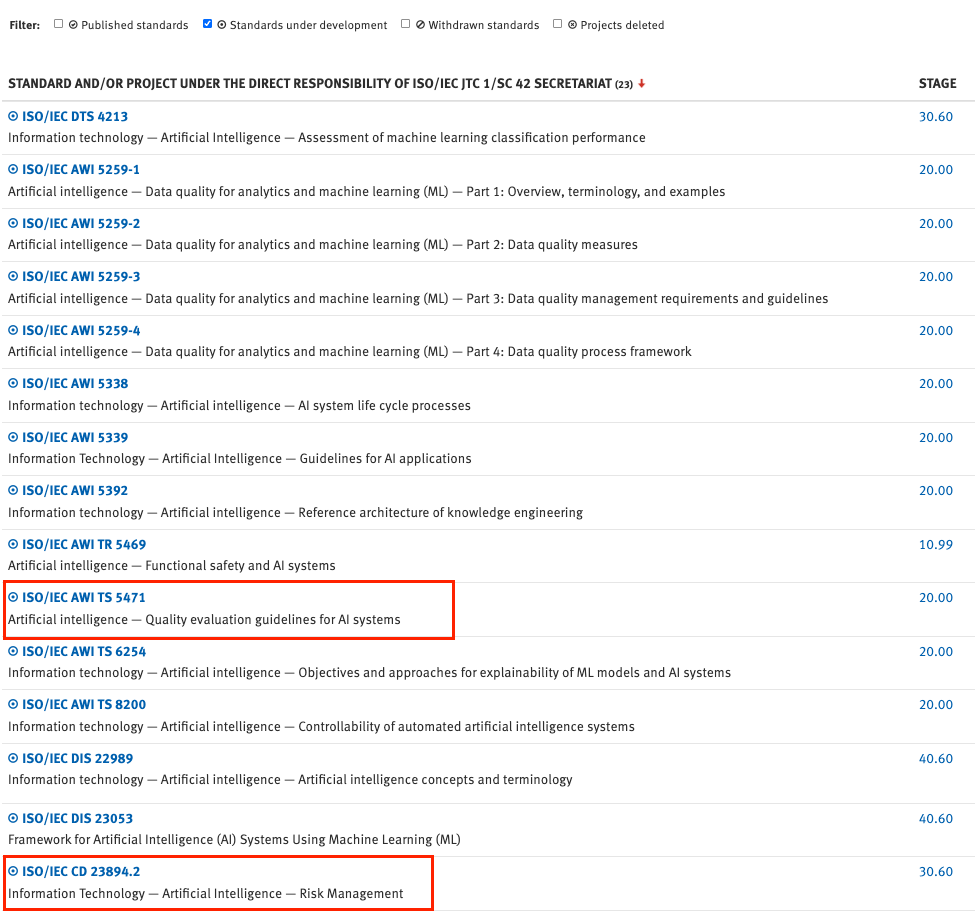 Filter: Published standards Standards under development Withdrawn standards Projects deleted
STANDARD AND/OR PROJECT UNDER THE DIRECT RESPONSIBILITY OF ISO/IEC JTC 1/SC 42 SECRETARIAT (23) STAGE
ISO/IEC DTS 4213 30.60
Information technology — Artificial Intelligence — Assessment of machine learning classification performance
ISO/IEC AWI 5259-1 20.00
Artificial intelligence — Data quality for analytics and machine learning (ML) — Part 1: Overview, terminology, and examples
ISO/IEC AWI 5259-2 20.00
Artificial intelligence — Data quality for analytics and machine learning (ML) — Part 2: Data quality measures
ISO/IEC AWI 5259-3 20.00
Artificial intelligence — Data quality for analytics and machine learning (ML) — Part 3: Data quality management requirements and guidelines
ISO/IEC AWI 5259-4 20.00
Artificial intelligence — Data quality for analytics and machine learning (ML) — Part 4: Data quality process framework
ISO/IEC AWI 5338 20.00
Information technology — Artificial intelligence — AI system life cycle processes
ISO/IEC AWI 5339 20.00
Information Technology — Artificial Intelligence — Guidelines for AI applications
ISO/IEC AWI 5392 20.00
Information technology — Artificial intelligence — Reference architecture of knowledge engineering
ISO/IEC AWI TR 5469 10.99
Artificial intelligence — Functional safety and AI systems
ISO/IEC AWI TS 5471 20.00
Artificial intelligence — Quality evaluation guidelines for AI systems
ISO/IEC AWI TS 6254 20.00
Information technology — Artificial intelligence — Objectives and approaches for explainability of ML models and AI systems
ISO/IEC AWI TS 8200 20.00
Information technology — Artificial intelligence — Controllability of automated artificial intelligence systems
ISO/IEC DIS 22989 40.60
Information technology — Artificial intelligence — Artificial intelligence concepts and terminology
ISO/IEC DIS 23053 40.60
Framework for Artificial Intelligence (AI) Systems Using Machine Learning (ML)
ISO/IEC CD 23894.2 30.60
Information Technology — Artificial Intelligence — Risk Management